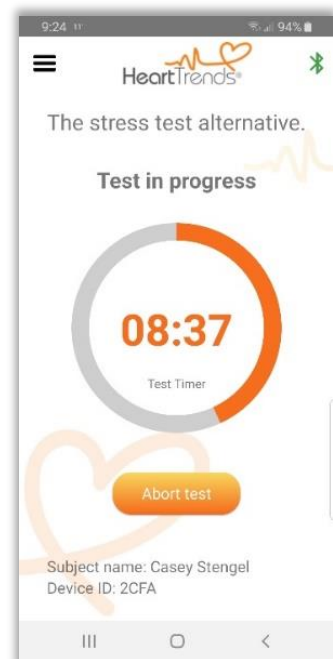 9:24
94%
HeartTrends®
The stress test alternative.
Test in progress
08:37
Test Timer
Abort test
Subject name: Casey Stengel
Device ID: 2CFA